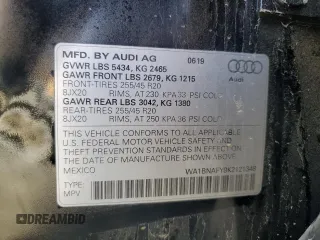 MFD. BY AUDI AG 06/19
GVWR LBS 5434, KG 2465
GAWR FRONT LBS 2679, KG 1215
FRONT-TIRES 255/45 R20
8JX20 RIMS, AT 230 KPA/33 PSI COLD
GAWR REAR LBS 3042, KG 1380
REAR-TIRES 255/45 R20
8JX20 RIMS, AT 250 KPA/36 PSI COLD
Audi
THIS VEHICLE CONFORMS TO ALL APPLICABLE
U.S. FEDERAL MOTOR VEHICLE SAFETY AND
THEFT PREVENTION STANDARDS IN EFFECT ON
THE DATE OF MANUFACTURE SHOWN ABOVE.
MEXICO
TYPE:
MPV